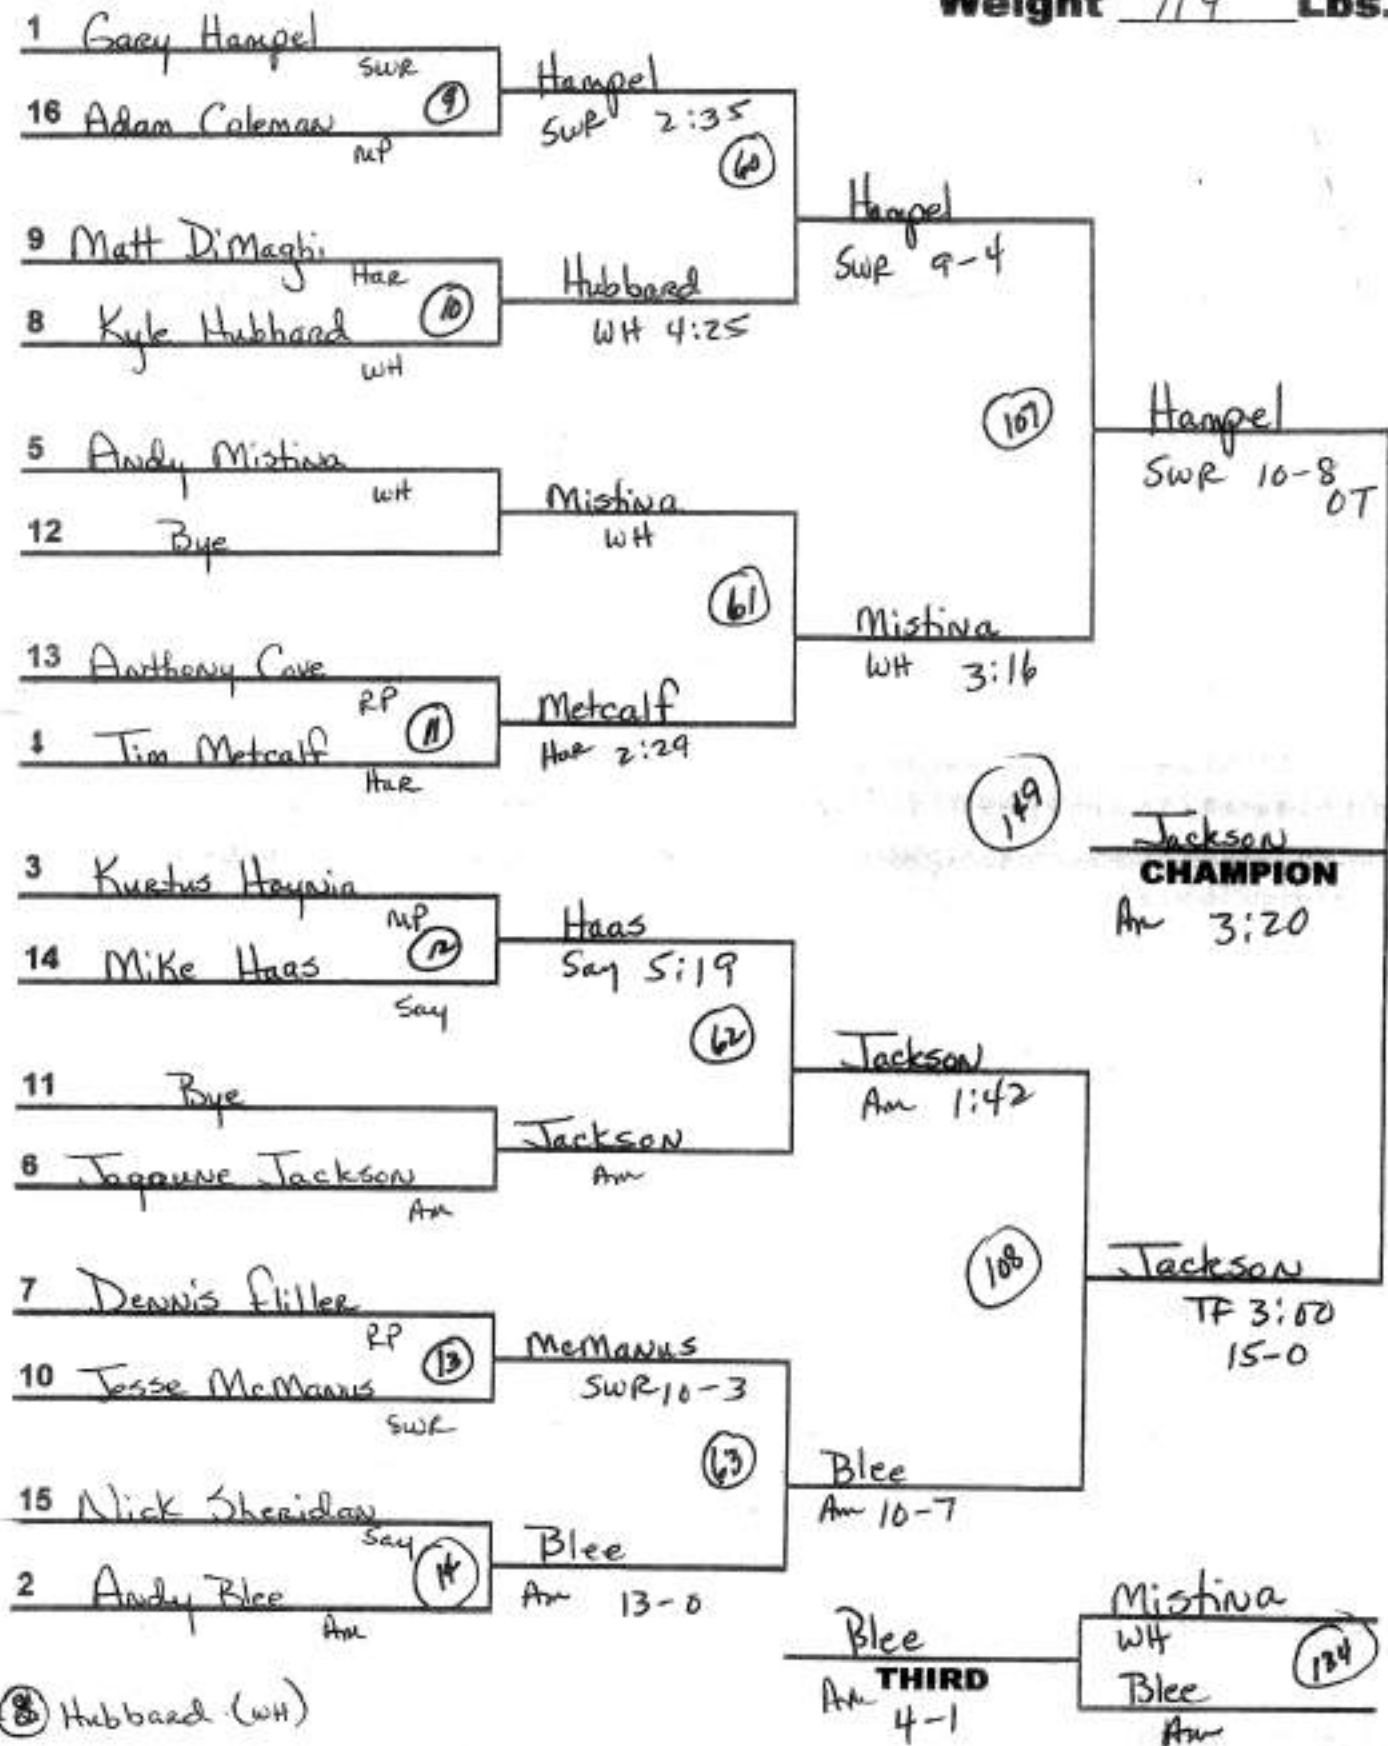 Weight 119 Lbs.
1 Gary Hampel
SWR
9
16 Adam Coleman
MP
Hampel
SWR 2:35
60
9 Matt DiMaghi
Har
10
8 Kyle Hubbard
WH
Hubbard
WH 4:25
Hampel
SWR 9-4
5 Andy Mistina
WH
12 Bye
Mistina
WH
61
13 Anthony Cove
RP
11
4 Tim Metcalf
Har
Metcalf
Har 2:29
Mistina
WH 3:16
107
Hampel
SWR 10-8
OT
149
Jackson
CHAMPION
Am 3:20
3 Kurtus
MP
12
14 Mike Haas
Say
Haas
Say 5:19
62
11 Bye
6 Jaqaune Jackson
Am
Jackson
Am
Jackson
Am 1:42
108
7 Dennis Fliller
RP
13
10 Jesse McManus
SWR
McManus
SWR 10-3
63
15 Nick Sheridan
Say
14
2 Andy Blee
Am
Blee
Am 13-0
Blee
Am 10-7
Jackson
TF 3:00
15-0
Mistina
WH
134
Blee
Am
Blee
THIRD
Am 4-1
Hubbard (WH)